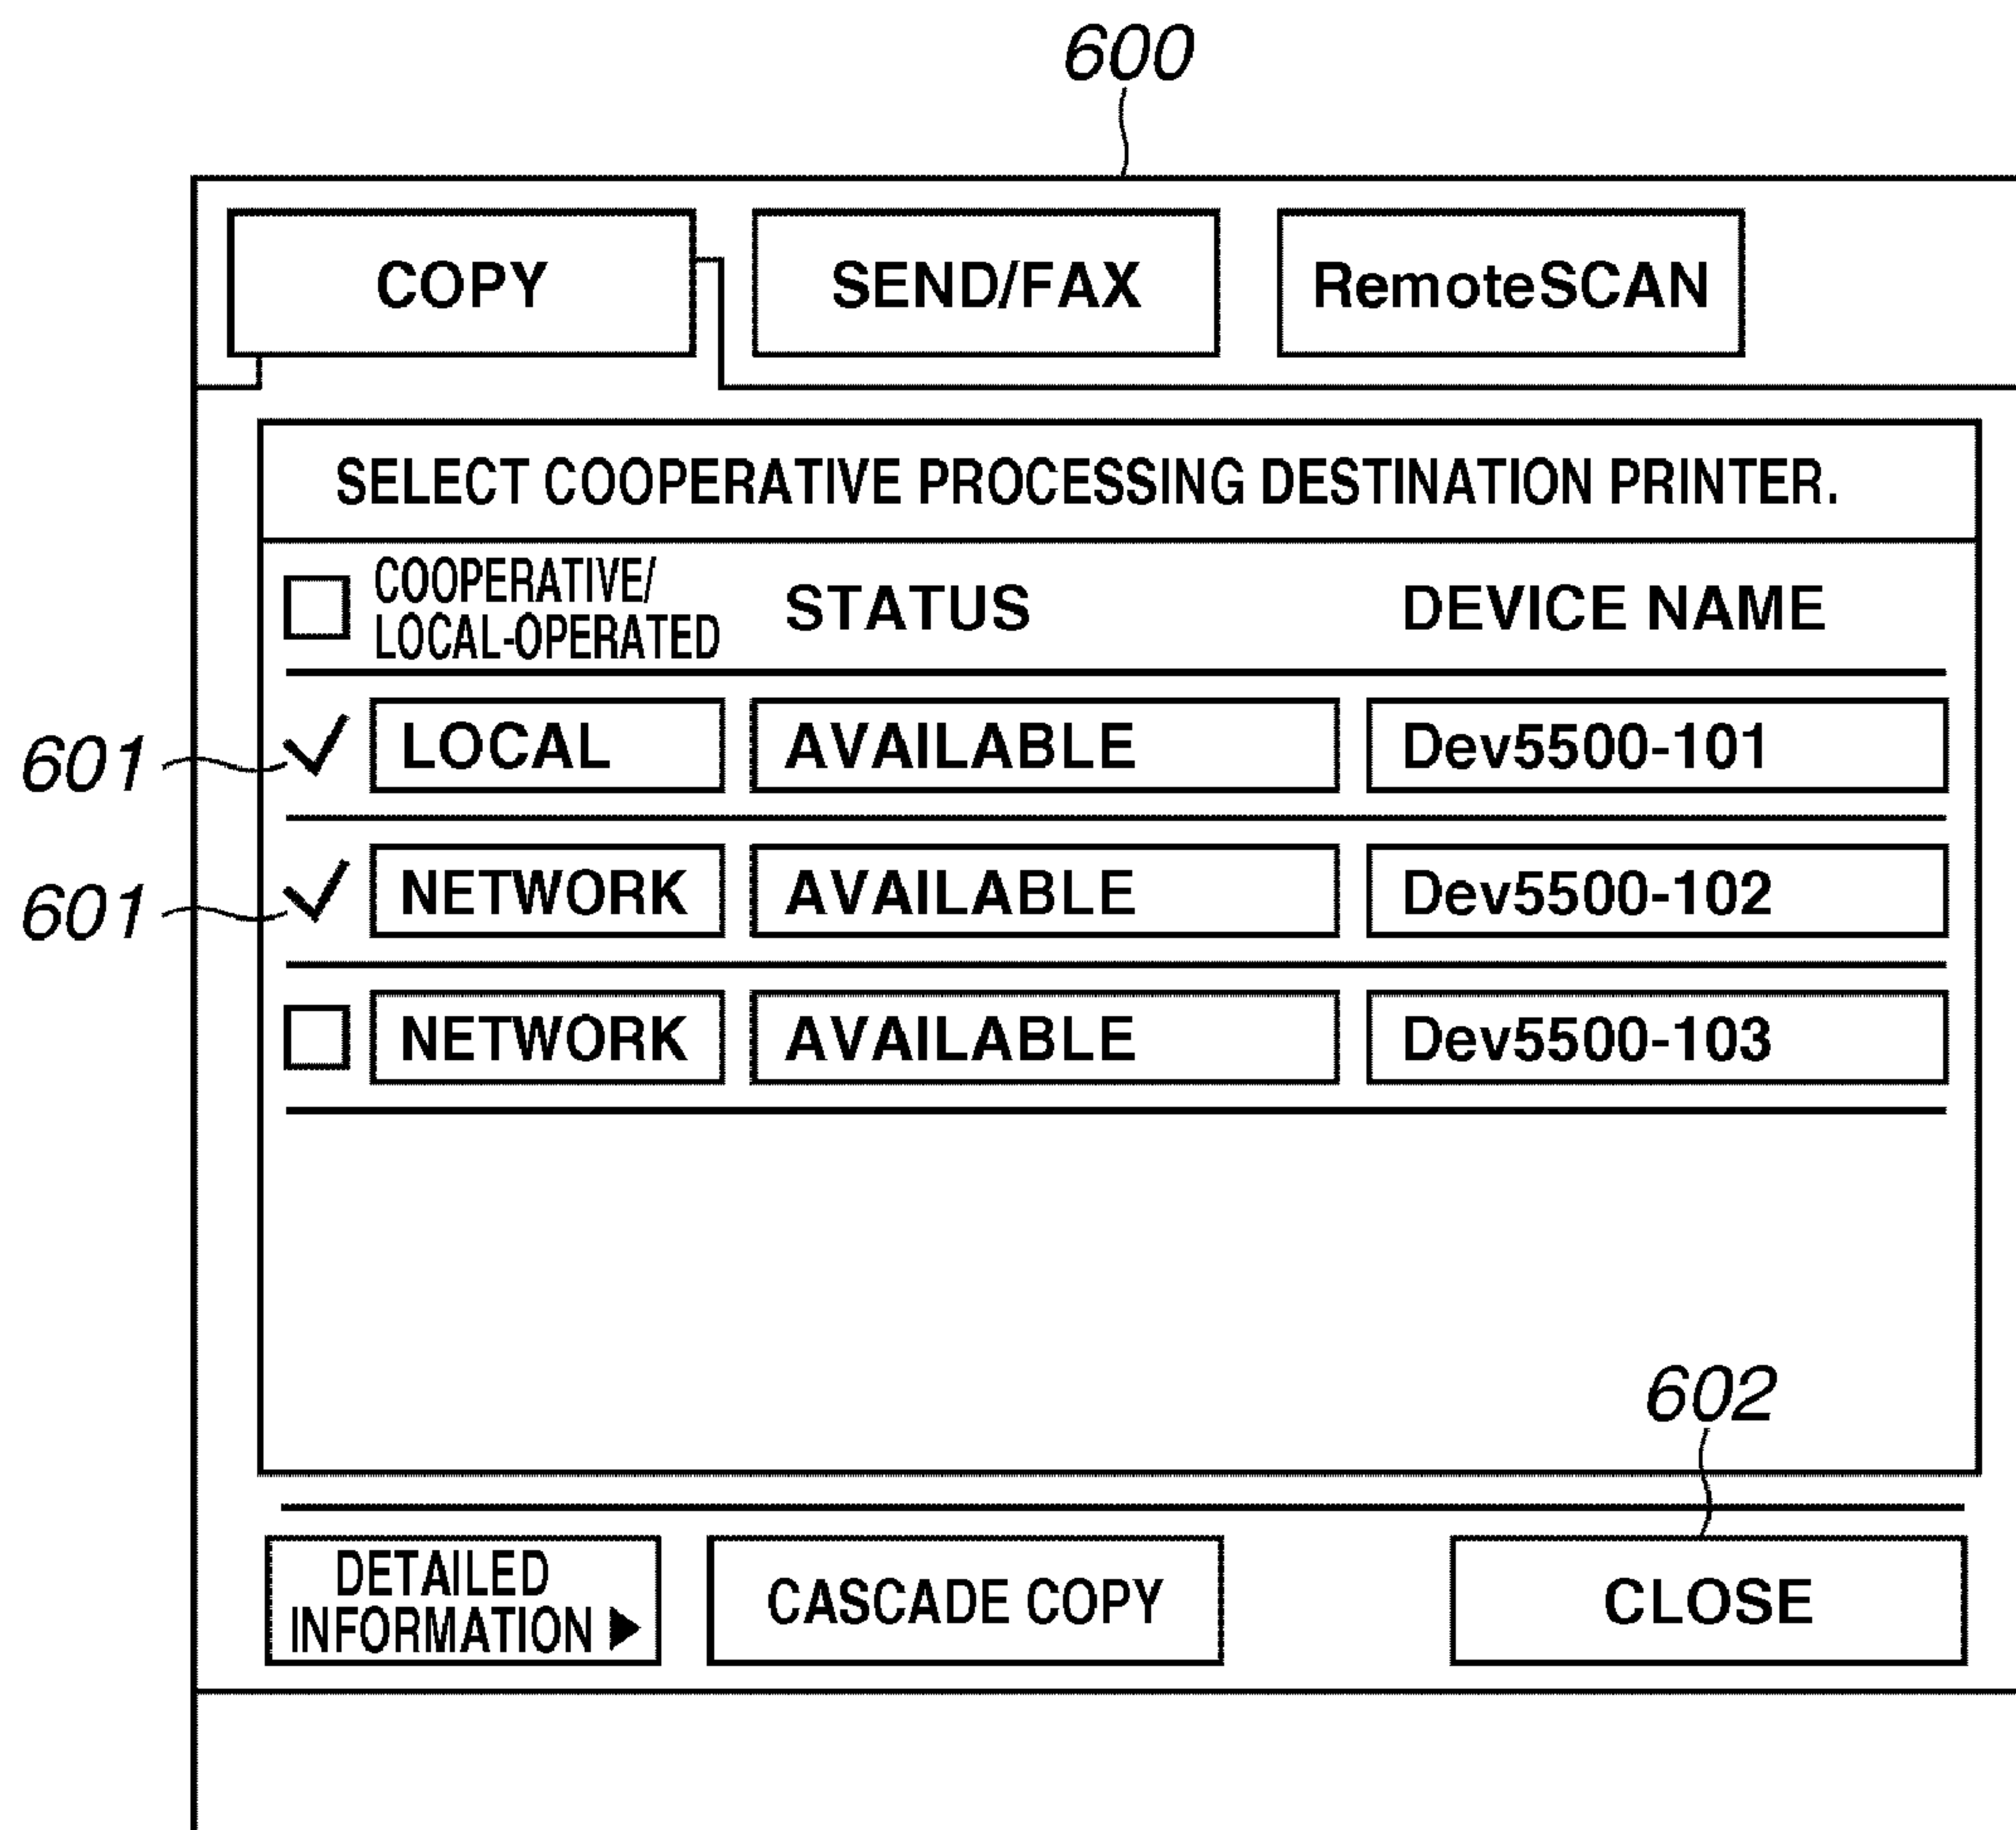 600
COPY SEND/FAX RemoteSCAN
SELECT COOPERATIVE PROCESSING DESTINATION PRINTER.
COOPERATIVE/
LOCAL-OPERATED STATUS DEVICE NAME
601 LOCAL AVAILABLE Dev5500-101
601 NETWORK AVAILABLE Dev5500-102
NETWORK AVAILABLE Dev5500-103
602
DETAILED
INFORMATION ▶ CASCADE COPY CLOSE